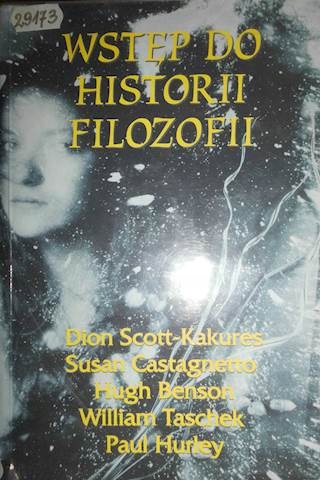 29173
WSTĘP DO
HISTORII
FILOZOFII
Dion Scott-Kakures
Susan Castagnetto
Hugh Benson
William Taschek
Paul Hurley